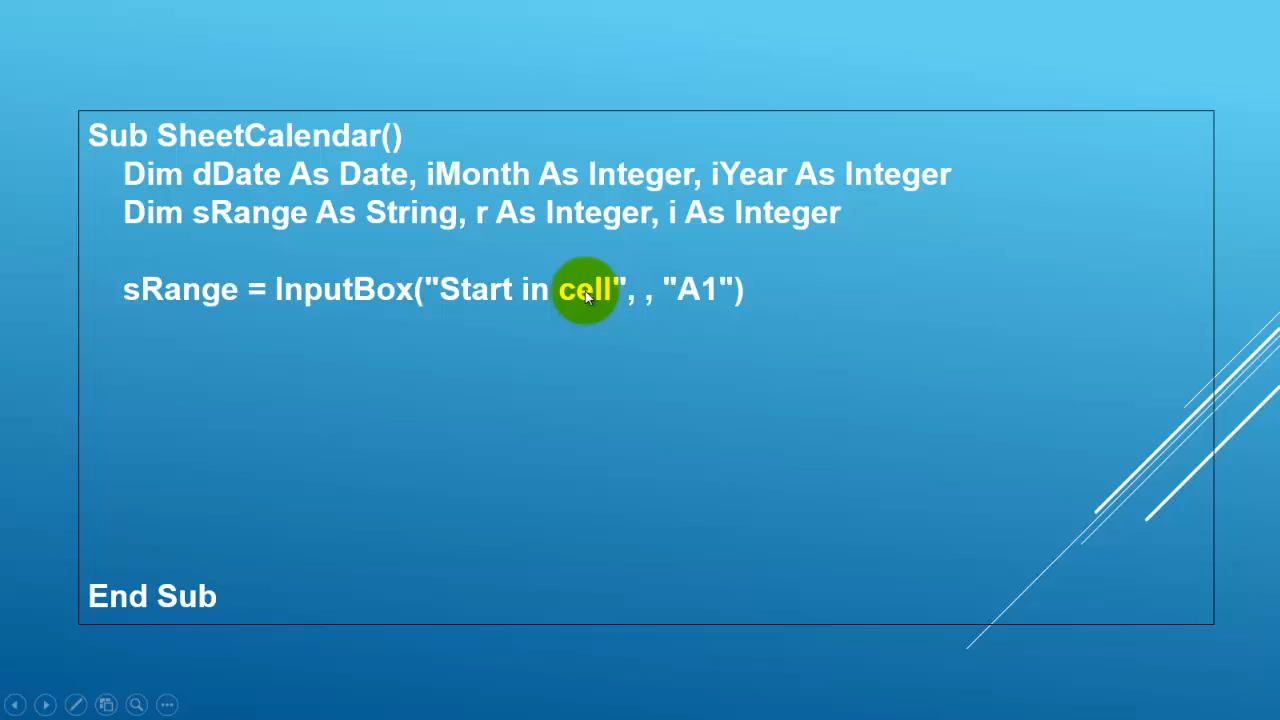 Sub SheetCalendar()
Dim dDate As Date, iMonth As Integer, iYear As Integer
Dim sRange As String, r As Integer, i As Integer
sRange = InputBox("Start in cell", , "A1")
End Sub